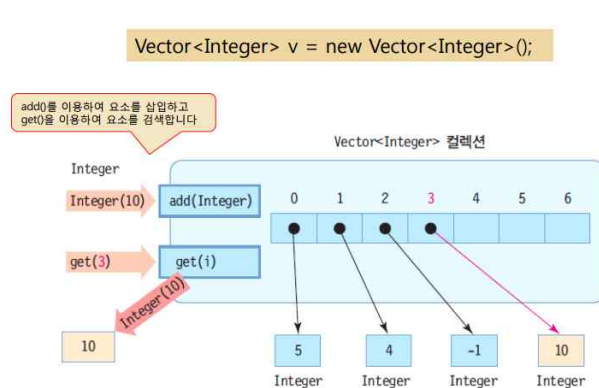 Vector<Integer> v = new Vector<Integer>();
add()를 이용하여 요소를 삽입하고
get()을 이용하여 요소를 검색합니다
Vector<Integer> 컬렉션
Integer
Integer(10)
add(Integer)
0 1 2 3 4 5 6
get(3)
get(i)
Integer(10)
10
5 4 -1 10
Integer Integer Integer Integer